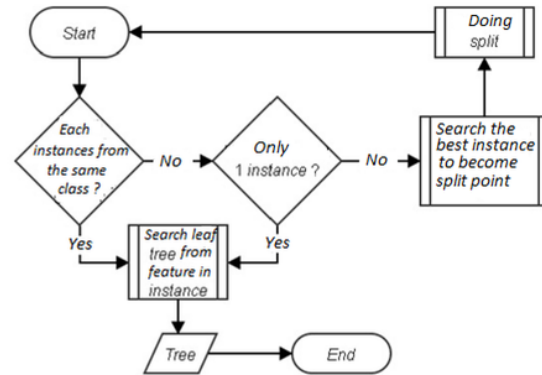 Start
Doing
split
Each
instances from
the same
class ?
No
Only
1 instance ?
No
Search the
best instance
to become
split point
Yes
Search leaf
tree from
feature in
instance
Yes
Tree
End